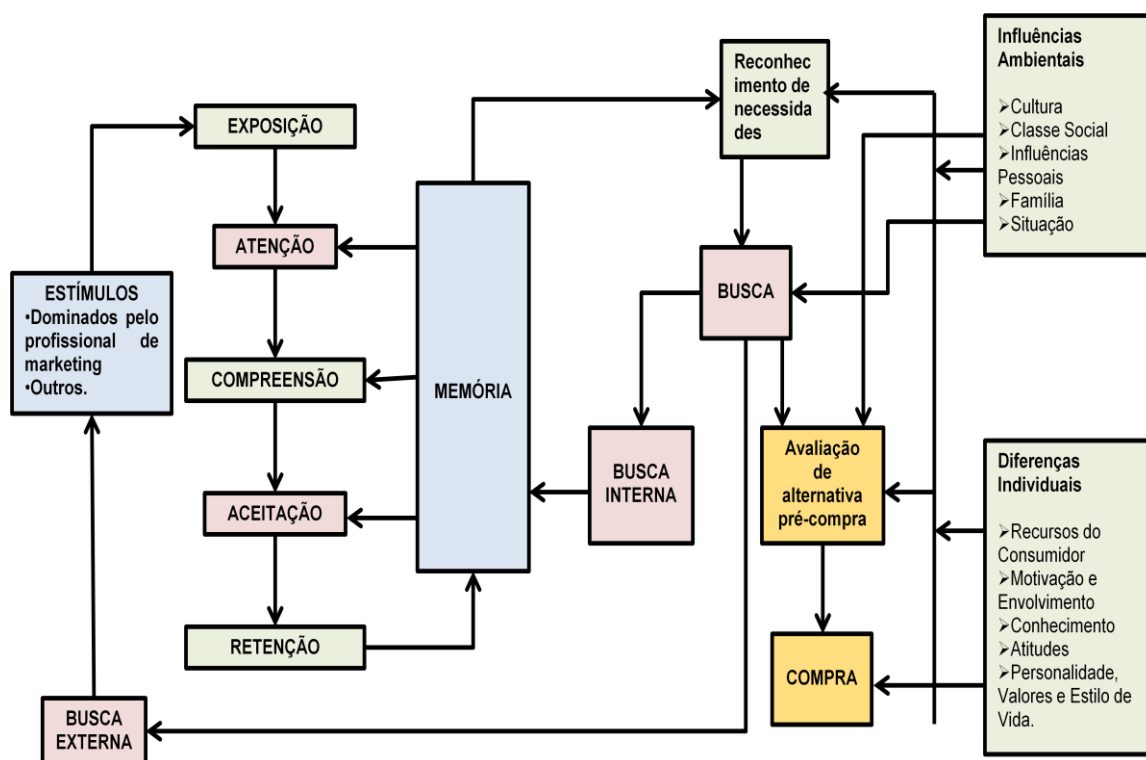 EXPOSIÇÃO
ATENÇÃO
ESTÍMULOS
•Dominados pelo
profissional de
marketing
•Outros.
COMPREENSÃO
ACEITAÇÃO
RETENÇÃO
BUSCA
EXTERNA
MEMÓRIA
Reconhec
imento de
necessida
des
BUSCA
BUSCA
INTERNA
Avaliação
de
alternativa
pré-compra
COMPRA
Influências
Ambientais
➢Cultura
➢Classe Social
➢Influências
Pessoais
➢Família
➢Situação
Diferenças
Individuais
➢Recursos do
Consumidor
➢Motivação e
Envolvimento
➢Conhecimento
➢Atitudes
➢Personalidade,
Valores e Estilo de
Vida.